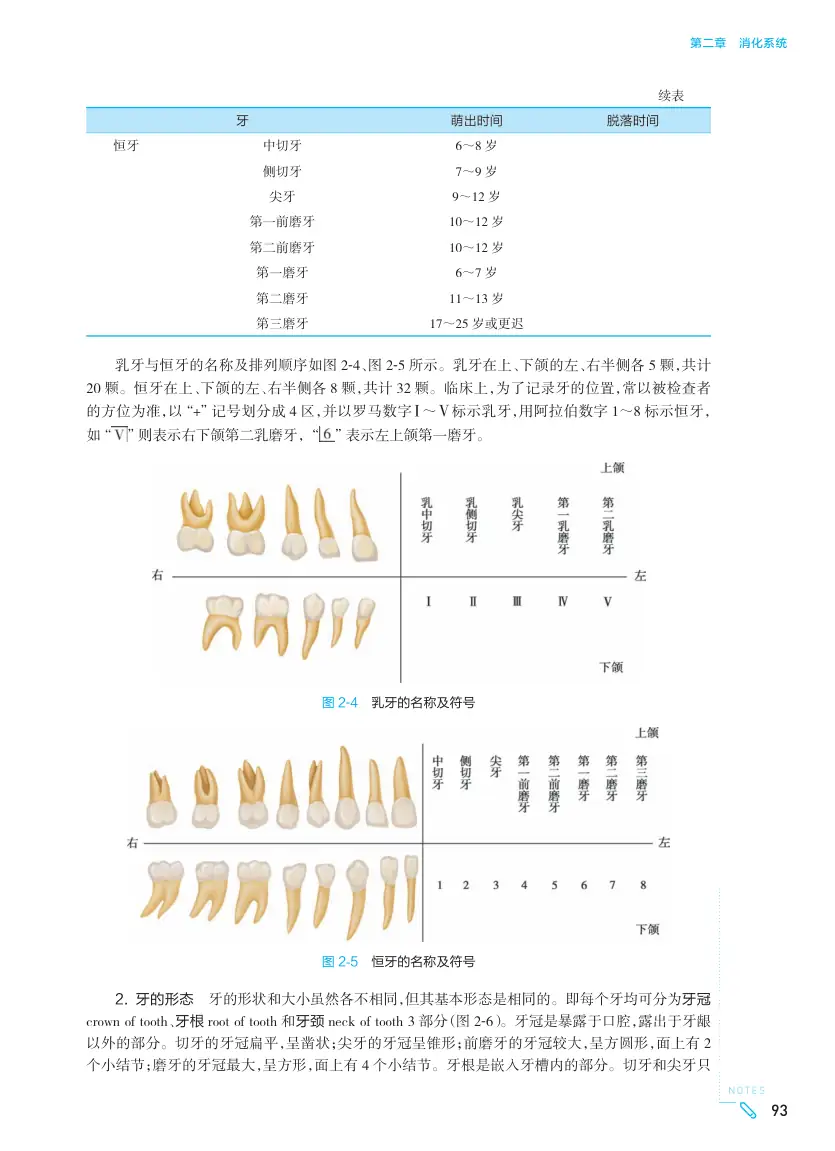 第二章 消化系统
续表
牙 萌出时间 脱落时间
恒牙 中切牙 6～8 岁
侧切牙 7～9 岁
尖牙 9～12 岁
第一前磨牙 10～12 岁
第二前磨牙 10～12 岁
第一磨牙 6～7 岁
第二磨牙 11～13 岁
第三磨牙 17～25 岁或更迟
乳牙与恒牙的名称及排列顺序如图 2-4、图 2-5 所示。乳牙在上、下颌的左、右半侧各 5 颗，共计
20 颗。恒牙在上、下颌的左、右半侧各 8 颗，共计 32 颗。临床上，为了记录牙的位置，常以被检查者
的方位为准，以 “+” 记号划分成 4 区，并以罗马数字 Ⅰ～Ⅴ标示乳牙，用阿拉伯数字 1～8 标示恒牙，
如 “V” 则表示右下颌第二乳磨牙，“6” 表示左上颌第一磨牙。
上颌
乳中切牙 乳侧切牙 乳尖牙 第一乳磨牙 第二乳磨牙
右 左
Ⅰ Ⅱ Ⅲ Ⅳ Ⅴ
下颌
图 2-4 乳牙的名称及符号
上颌
中切牙 侧切牙 尖牙 第一前磨牙 第二前磨牙 第一磨牙 第二磨牙 第三磨牙
右 左
1 2 3 4 5 6 7 8
下颌
图 2-5 恒牙的名称及符号
2. 牙的形态 牙的形状和大小虽然各不相同，但其基本形态是相同的。即每个牙均可分为牙冠
crown of tooth、牙根 root of tooth 和牙颈 neck of tooth 3 部分（图 2-6）。牙冠是暴露于口腔，露出于牙龈
以外的部分。切牙的牙冠扁平，呈凿状；尖牙的牙冠呈锥形；前磨牙的牙冠较大，呈方圆形，面上有 2
个小结节；磨牙的牙冠最大，呈方形，面上有 4 个小结节。牙根是嵌入牙槽内的部分。切牙和尖牙只
NOTES
93